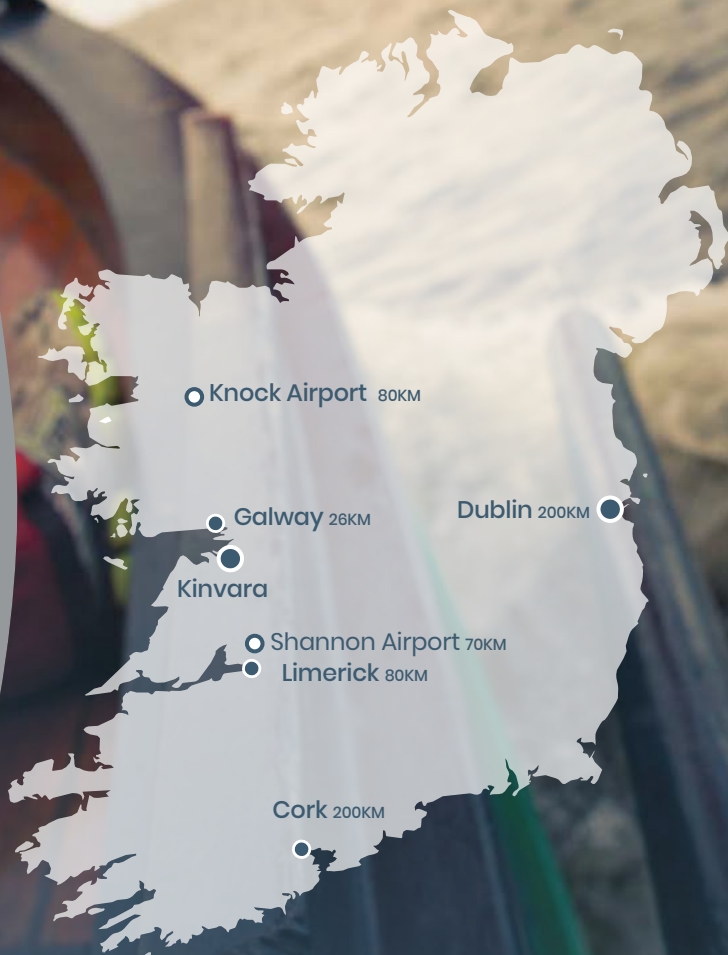 Knock Airport 80KM
Galway 26KM
Dublin 200KM
Kinvara
Shannon Airport 70KM
Limerick 80KM
Cork 200KM